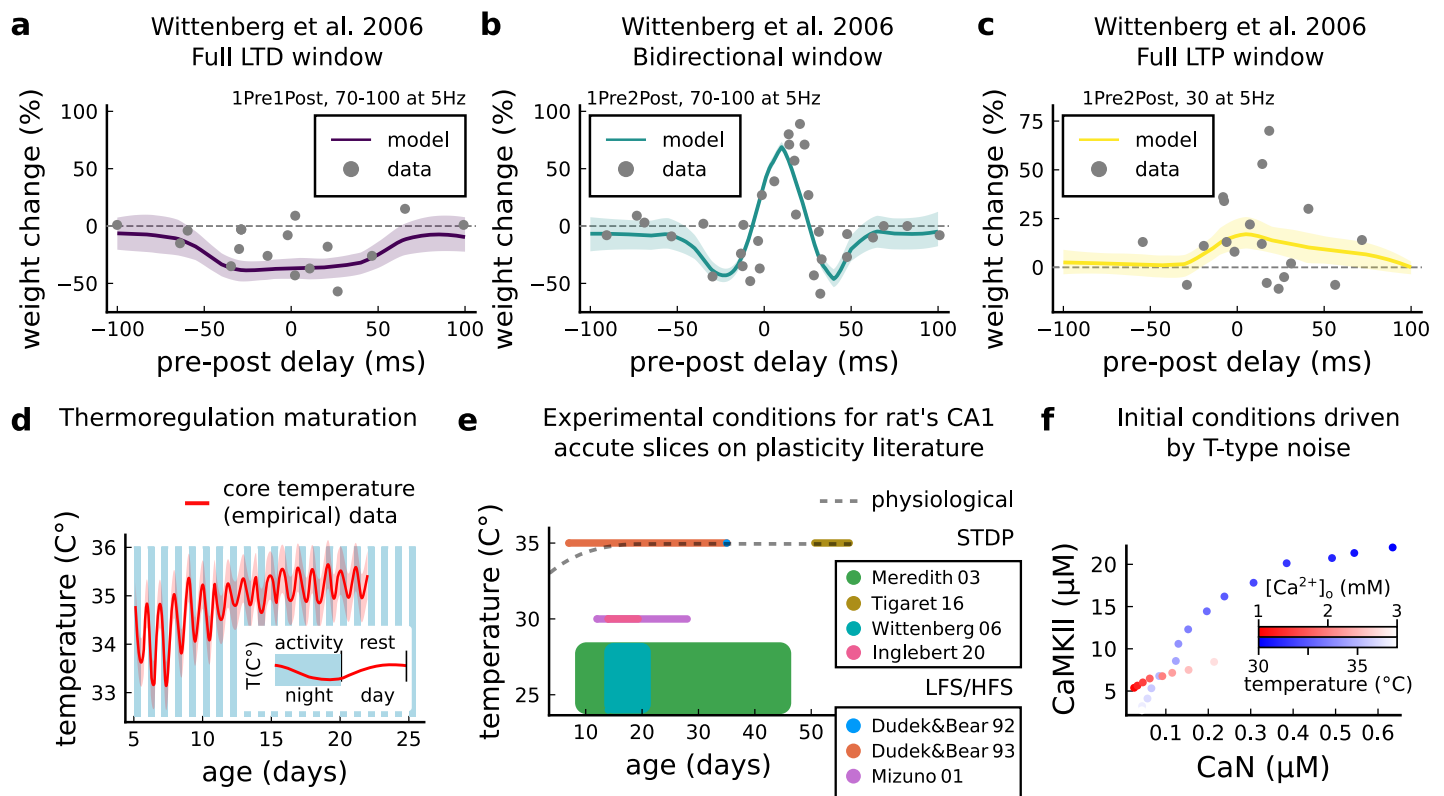 a
Wittenberg et al. 2006
Full LTD window
1Pre1Post, 70-100 at 5Hz
model
data
weight change (%)
100
50
0
−50
−100
−50
0
50
100
pre-post delay (ms)
b
Wittenberg et al. 2006
Bidirectional window
1Pre2Post, 70-100 at 5Hz
model
data
weight change (%)
100
50
0
−50
−100
−50
0
50
100
pre-post delay (ms)
c
Wittenberg et al. 2006
Full LTP window
1Pre2Post, 30 at 5Hz
model
data
weight change (%)
75
50
25
0
−100
−50
0
50
100
pre-post delay (ms)
d
Thermoregulation maturation
core temperature
(empirical) data
temperature (C°)
36
35
34
33
activity
rest
T(C°)
night
day
5
10
15
20
25
age (days)
e
Experimental conditions for rat's CA1
accute slices on plasticity literature
physiological
temperature (C°)
35
30
25
10
20
30
40
50
age (days)
STDP
Meredith 03
Tigaret 16
Wittenberg 06
Inglebert 20
LFS/HFS
Dudek&Bear 92
Dudek&Bear 93
Mizuno 01
f
Initial conditions driven
by T-type noise
CaMKII (μM)
20
15
10
5
[Ca²⁺]ₒ (mM)
1
2
3
30
35
temperature (°C)
0.1
0.2
0.3
0.4
0.5
0.6
CaN (μM)